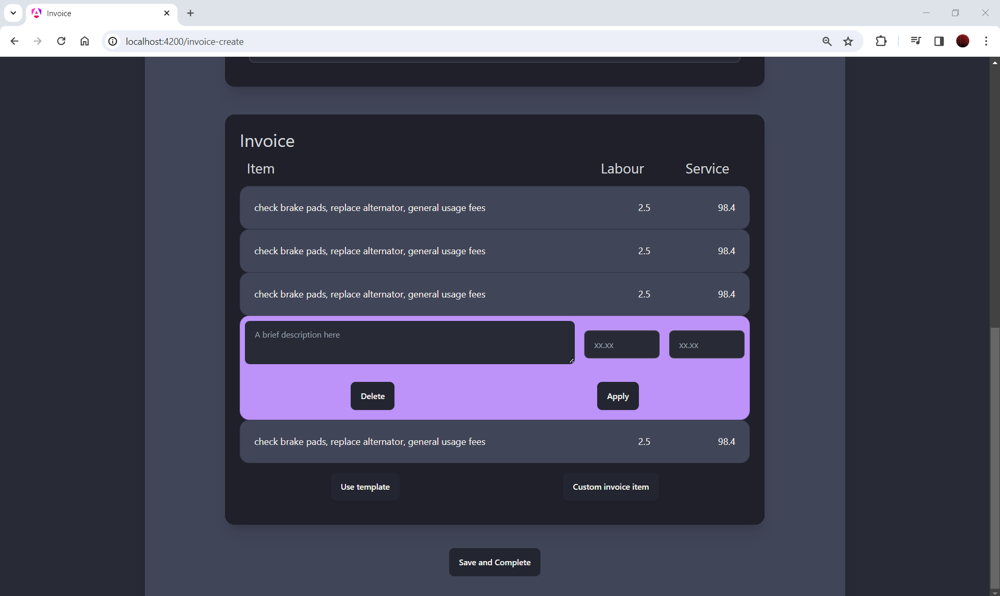 Invoice
localhost:4200/invoice-create
Invoice
Item Labour Service
check brake pads, replace alternator, general usage fees 2.5 98.4
check brake pads, replace alternator, general usage fees 2.5 98.4
check brake pads, replace alternator, general usage fees 2.5 98.4
A brief description here xx.xx xx.xx
Delete Apply
check brake pads, replace alternator, general usage fees 2.5 98.4
Use template Custom invoice item
Save and Complete